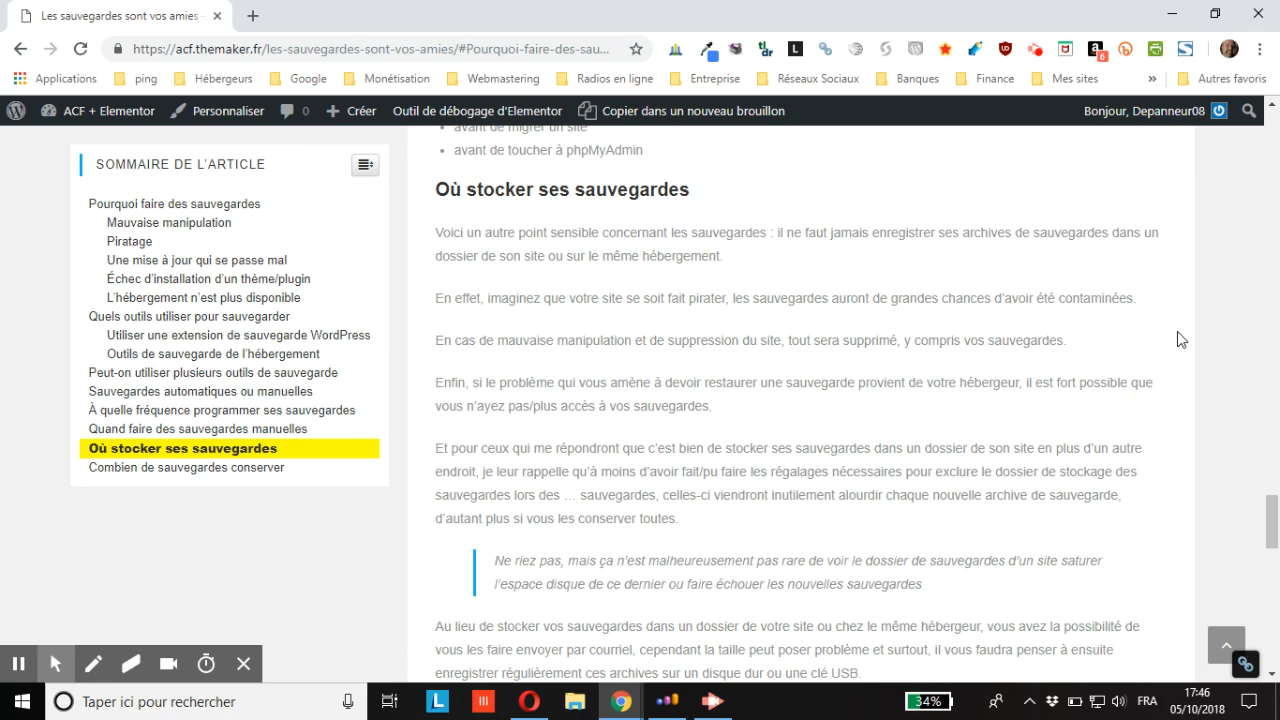 Les sauvegardes sont vos amies -
https://acf.themaker.fr/les-sauvegardes-sont-vos-amies/#Pourquoi-faire-des-sau...
Applications
ping
Hébergeurs
Google
Monétisation
Webmastering
Radios en ligne
Entreprise
Réseaux Sociaux
Banques
Finance
Mes sites
»
Autres favoris
ACF + Elementor
Personnaliser
0
Créer
Outil de débogage d'Elementor
Copier dans un nouveau brouillon
Bonjour, Depanneur08
SOMMAIRE DE L'ARTICLE
Pourquoi faire des sauvegardes
Mauvaise manipulation
Piratage
Une mise à jour qui se passe mal
Échec d'installation d'un thème/plugin
L'hébergement n'est plus disponible
Quels outils utiliser pour sauvegarder
Utiliser une extension de sauvegarde WordPress
Outils de sauvegarde de l'hébergement
Peut-on utiliser plusieurs outils de sauvegarde
Sauvegardes automatiques ou manuelles
À quelle fréquence programmer ses sauvegardes
Quand faire des sauvegardes manuelles
Où stocker ses sauvegardes
Combien de sauvegardes conserver
• avant de migrer un site
• avant de toucher à phpMyAdmin
Où stocker ses sauvegardes
Voici un autre point sensible concernant les sauvegardes : il ne faut jamais enregistrer ses archives de sauvegardes dans un
dossier de son site ou sur le même hébergement.
En effet, imaginez que votre site se soit fait pirater, les sauvegardes auront de grandes chances d'avoir été contaminées.
En cas de mauvaise manipulation et de suppression du site, tout sera supprimé, y compris vos sauvegardes.
Enfin, si le problème qui vous amène à devoir restaurer une sauvegarde provient de votre hébergeur, il est fort possible que
vous n'ayez pas/plus accès à vos sauvegardes.
Et pour ceux qui me répondront que c'est bien de stocker ses sauvegardes dans un dossier de son site en plus d'un autre
endroit, je leur rappelle qu'à moins d'avoir fait/pu faire les régalages nécessaires pour exclure le dossier de stockage des
sauvegardes lors des … sauvegardes, celles-ci viendront inutilement alourdir chaque nouvelle archive de sauvegarde,
d'autant plus si vous les conserver toutes.
Ne riez pas, mais ça n'est malheureusement pas rare de voir le dossier de sauvegardes d'un site saturer
l'espace disque de ce dernier ou faire échouer les nouvelles sauvegardes
Au lieu de stocker vos sauvegardes dans un dossier de votre site ou chez le même hébergeur, vous avez la possibilité de
vous les faire envoyer par courriel, cependant la taille peut poser problème et surtout, il vous faudra penser à ensuite
enregistrer régulièrement ces archives sur un disque dur ou une clé USB.
Taper ici pour rechercher
34%
FRA
17:46
05/10/2018